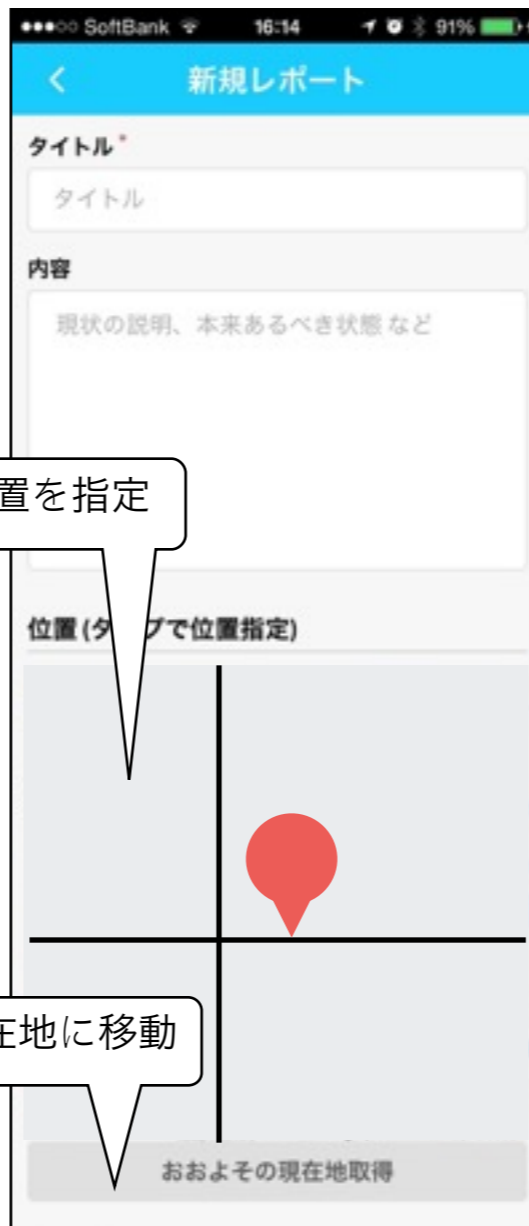 SoftBank 16:14 91%
新規レポート
タイトル*
タイトル
内容
現状の説明、本来あるべき状態 など
置を指定
位置 (タップで位置指定)
在地に移動
おおよその現在地取得